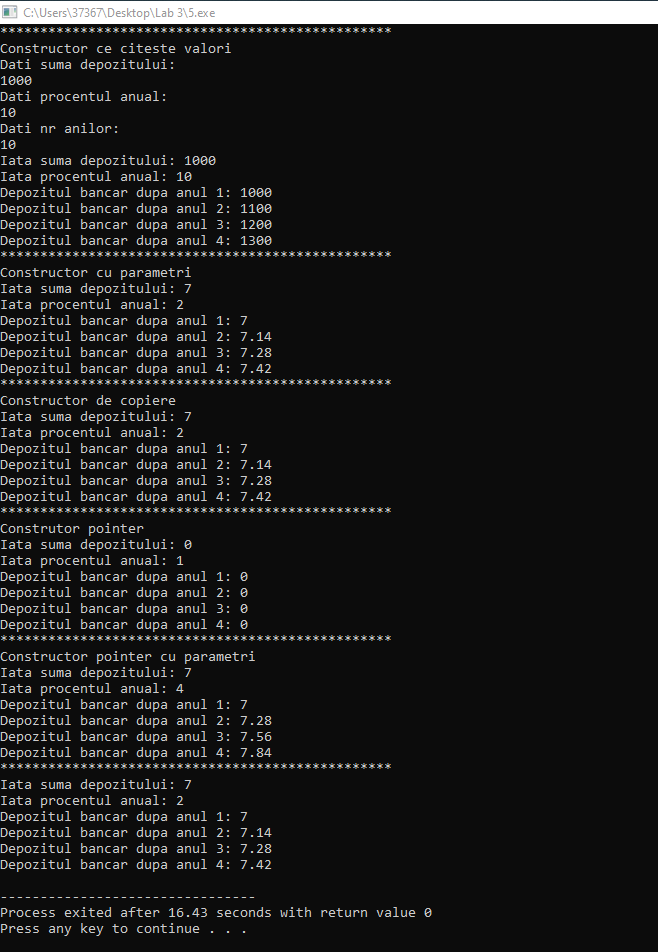 C:\Users\37367\Desktop\Lab 3\5.exe
*************************************************
Constructor ce citeste valori
Dati suma depozitului:
1000
Dati procentul anual:
10
Dati nr anilor:
10
Iata suma depozitului: 1000
Iata procentul anual: 10
Depozitul bancar dupa anul 1: 1000
Depozitul bancar dupa anul 2: 1100
Depozitul bancar dupa anul 3: 1200
Depozitul bancar dupa anul 4: 1300
*************************************************
Constructor cu parametri
Iata suma depozitului: 7
Iata procentul anual: 2
Depozitul bancar dupa anul 1: 7
Depozitul bancar dupa anul 2: 7.14
Depozitul bancar dupa anul 3: 7.28
Depozitul bancar dupa anul 4: 7.42
*************************************************
Constructor de copiere
Iata suma depozitului: 7
Iata procentul anual: 2
Depozitul bancar dupa anul 1: 7
Depozitul bancar dupa anul 2: 7.14
Depozitul bancar dupa anul 3: 7.28
Depozitul bancar dupa anul 4: 7.42
*************************************************
Construtor pointer
Iata suma depozitului: 0
Iata procentul anual: 1
Depozitul bancar dupa anul 1: 0
Depozitul bancar dupa anul 2: 0
Depozitul bancar dupa anul 3: 0
Depozitul bancar dupa anul 4: 0
*************************************************
Constructor pointer cu parametri
Iata suma depozitului: 7
Iata procentul anual: 4
Depozitul bancar dupa anul 1: 7
Depozitul bancar dupa anul 2: 7.28
Depozitul bancar dupa anul 3: 7.56
Depozitul bancar dupa anul 4: 7.84
*************************************************
Iata suma depozitului: 7
Iata procentul anual: 2
Depozitul bancar dupa anul 1: 7
Depozitul bancar dupa anul 2: 7.14
Depozitul bancar dupa anul 3: 7.28
Depozitul bancar dupa anul 4: 7.42
--------------------------------
Process exited after 16.43 seconds with return value 0
Press any key to continue . . .